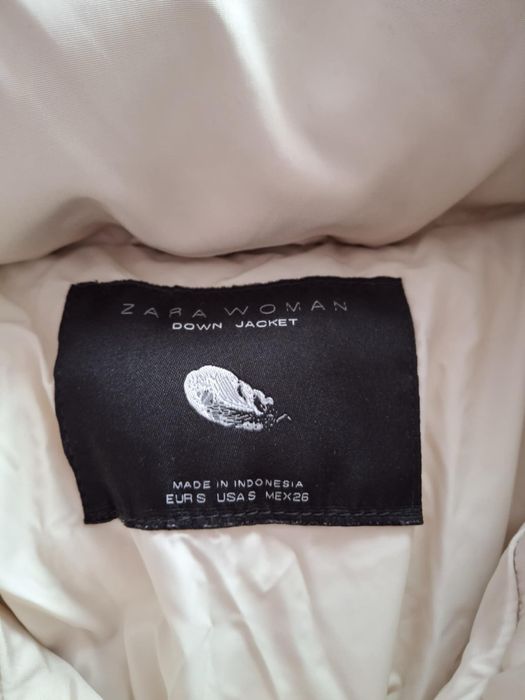 ZARA WOMAN
DOWN JACKET
MADE IN INDONESIA
EUR S USA S MEX 26